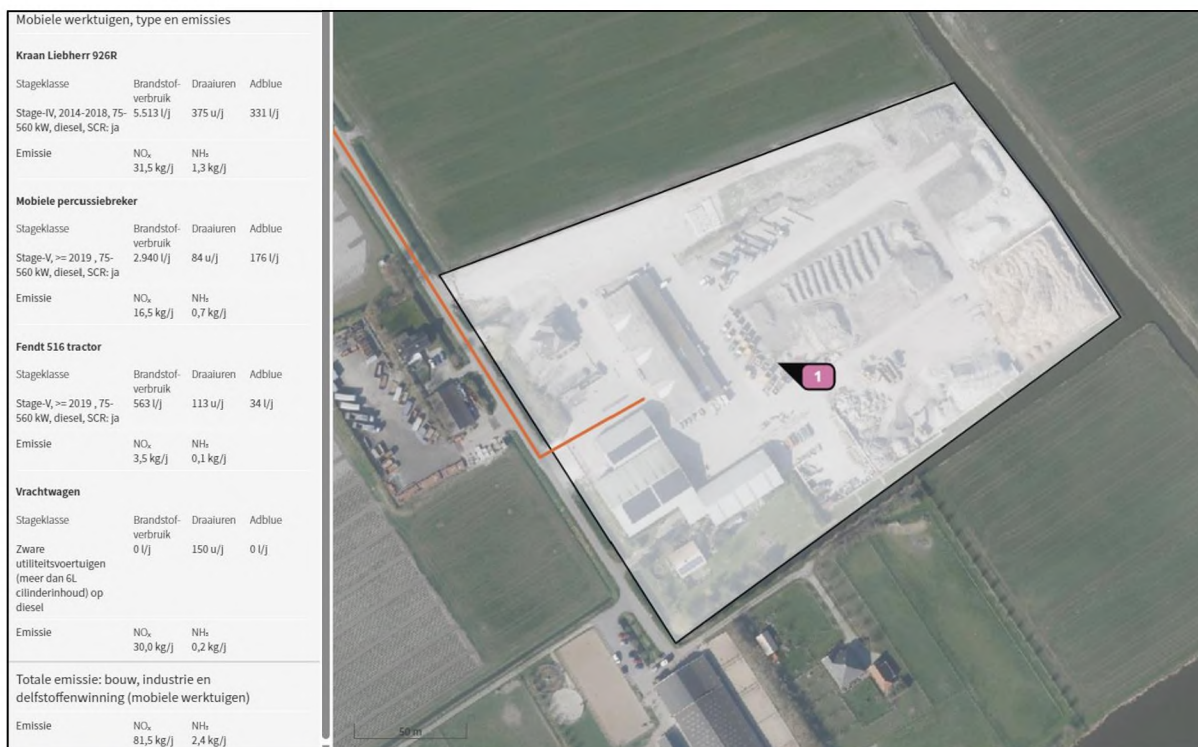 Mobiele werktuigen, type en emissies
Kraan Liebherr 926R
Stageklasse Brandstof- Draaiuren Adblue
verbruik
Stage-IV, 2014-2018, 75- 5.513 l/j 375 u/j 331 l/j
560 kW, diesel, SCR: ja
Emissie NOₓ NH₃
31,5 kg/j 1,3 kg/j
Mobiele percussiebreker
Stageklasse Brandstof- Draaiuren Adblue
verbruik
Stage-V, >= 2019 , 75- 2.940 l/j 84 u/j 176 l/j
560 kW, diesel, SCR: ja
Emissie NOₓ NH₃
16,5 kg/j 0,7 kg/j
Fendt 516 tractor
Stageklasse Brandstof- Draaiuren Adblue
verbruik
Stage-V, >= 2019 , 75- 563 l/j 113 u/j 34 l/j
560 kW, diesel, SCR: ja
Emissie NOₓ NH₃
3,5 kg/j 0,1 kg/j
Vrachtwagen
Stageklasse Brandstof- Draaiuren Adblue
verbruik
Zware 0 l/j 150 u/j 0 l/j
utiliteitsvoertuigen
(meer dan 6L
cilinderinhoud) op
diesel
Emissie NOₓ NH₃
30,0 kg/j 0,2 kg/j
Totale emissie: bouw, industrie en
delfstoffenwinning (mobiele werktuigen)
Emissie NOₓ NH₃
81,5 kg/j 2,4 kg/j
1
50 m